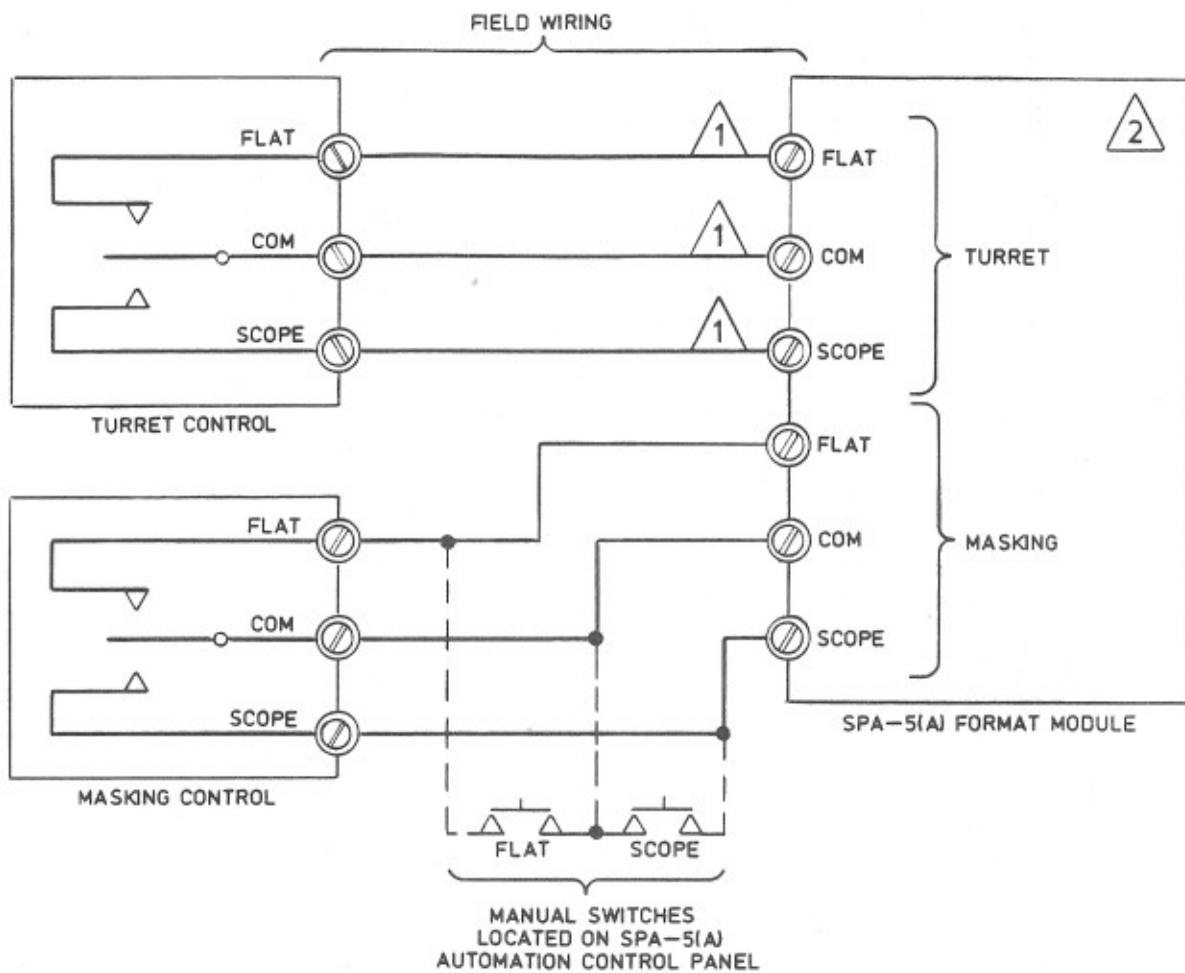 FIELD WIRING
FLAT
COM
SCOPE
TURRET CONTROL
1
1
1
2
FLAT
COM
SCOPE
TURRET
FLAT
COM
SCOPE
MASKING
SPA-5(A) FORMAT MODULE
FLAT
COM
SCOPE
MASKING CONTROL
FLAT
SCOPE
MANUAL SWITCHES
LOCATED ON SPA-5(A)
AUTOMATION CONTROL PANEL